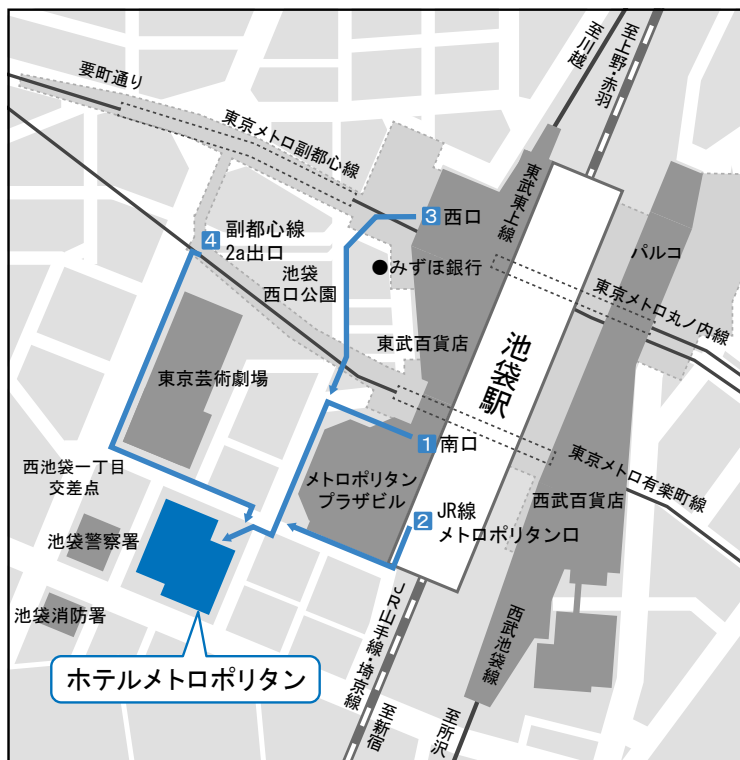 要町通り
東京メトロ副都心線
至川越
至上野・赤羽
東武東上線
3 西口
4 副都心線
2a出口
池袋
西口公園
みずほ銀行
パルコ
東京メトロ丸ノ内線
東武百貨店
池袋駅
東京芸術劇場
1 南口
東京メトロ有楽町線
西池袋一丁目
交差点
メトロポリタン
プラザビル
2 JR線
メトロポリタン口
西武百貨店
池袋警察署
池袋消防署
JR山手線・埼京線
西武池袋線
ホテルメトロポリタン
至新宿
至所沢